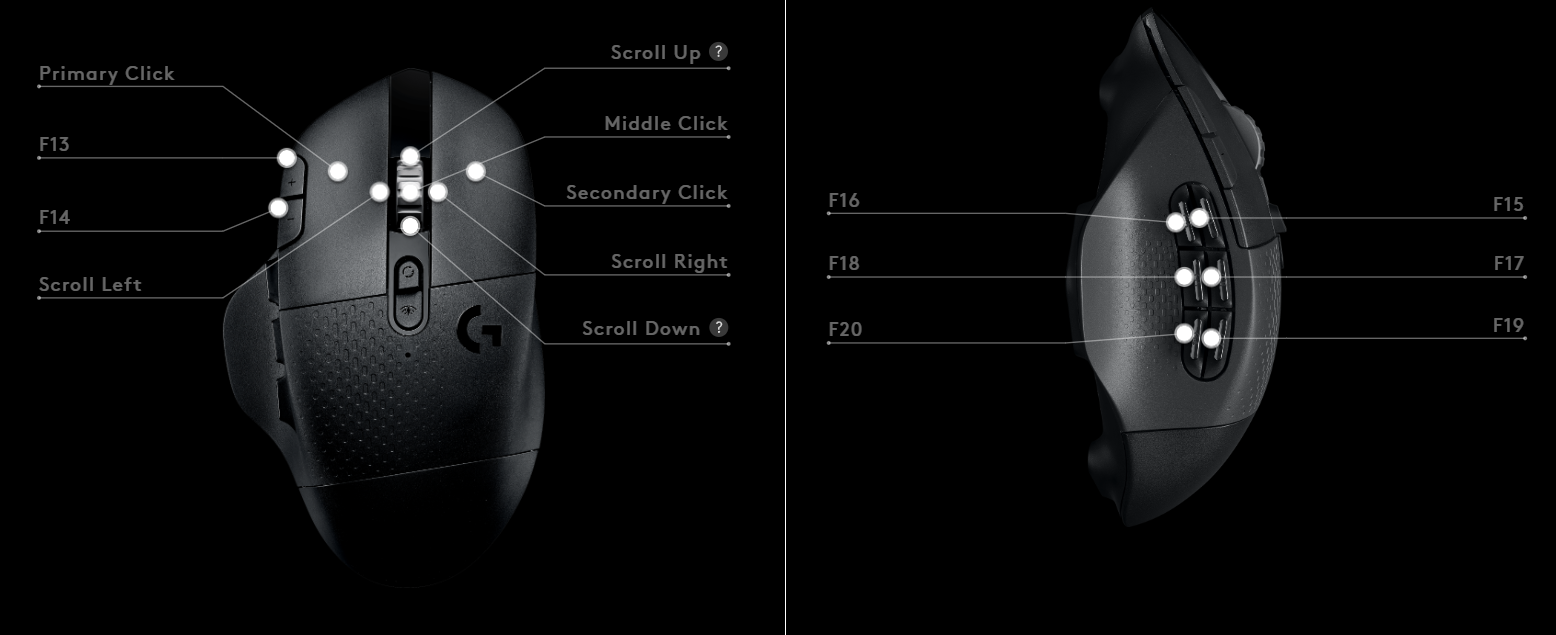 Scroll Up ?
Primary Click
Middle Click
F13
Secondary Click
F14
Scroll Right
Scroll Left
Scroll Down ?
+
-
G
F16
F15
F18
F17
F20
F19